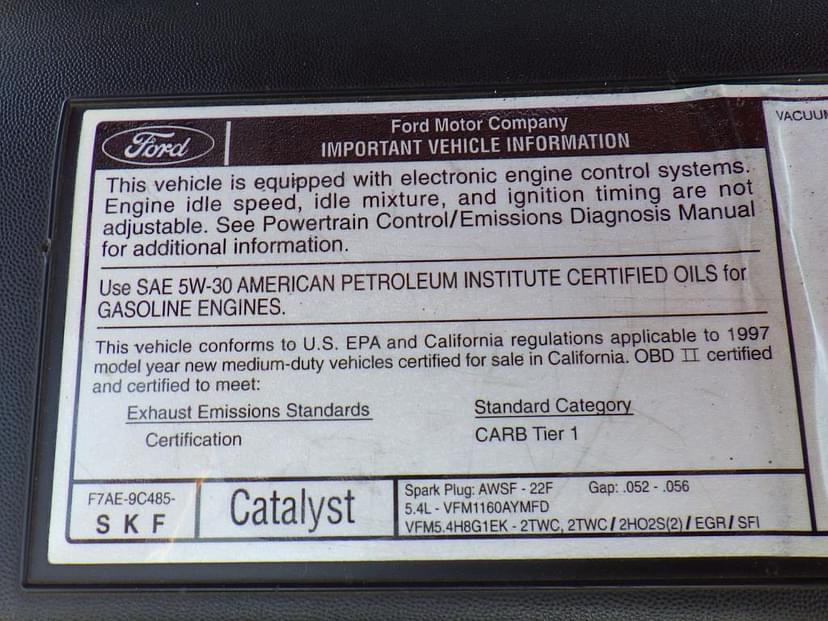 Ford
Ford Motor Company
IMPORTANT VEHICLE INFORMATION
This vehicle is equipped with electronic engine control systems.
Engine idle speed, idle mixture, and ignition timing are not
adjustable. See Powertrain Control/Emissions Diagnosis Manual
for additional information.
Use SAE 5W-30 AMERICAN PETROLEUM INSTITUTE CERTIFIED OILS for
GASOLINE ENGINES.
This vehicle conforms to U.S. EPA and California regulations applicable to 1997
model year new medium-duty vehicles certified for sale in California. OBD II certified
and certified to meet:
Exhaust Emissions Standards
Standard Category
Certification
CARB Tier 1
F7AE-9C485-
S K F
Catalyst
Spark Plug: AWSF - 22F Gap: .052 - .056
5.4L - VFM1160AYMFD
VFM5.4H8G1EK - 2TWC, 2TWC / 2HO2S(2) / EGR / SFI